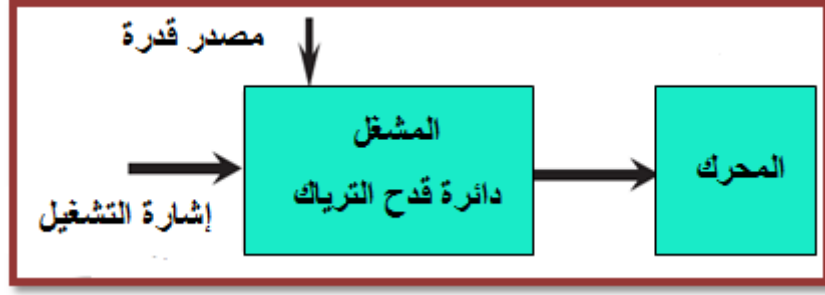 مصدر قدرة
المشغل
دائرة قدح الترياك
المحرك
إشارة التشغيل